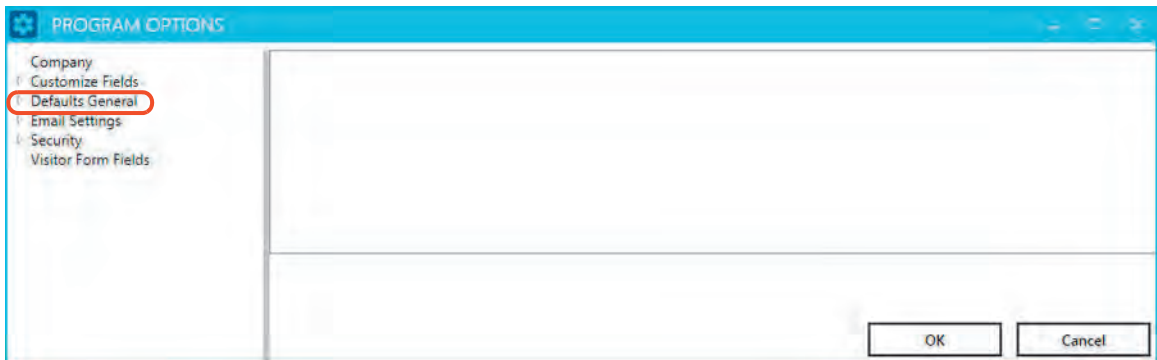 PROGRAM OPTIONS
Company
Customize Fields
Defaults General
Email Settings
Security
Visitor Form Fields
OK
Cancel